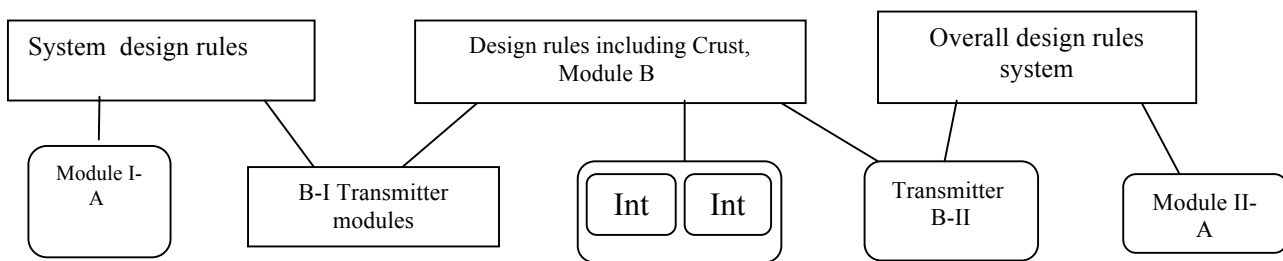 System design rules
Design rules including Crust,
Module B
Overall design rules
system
Module I-
A
B-I Transmitter
modules
Int
Int
Transmitter
B-II
Module II-
A